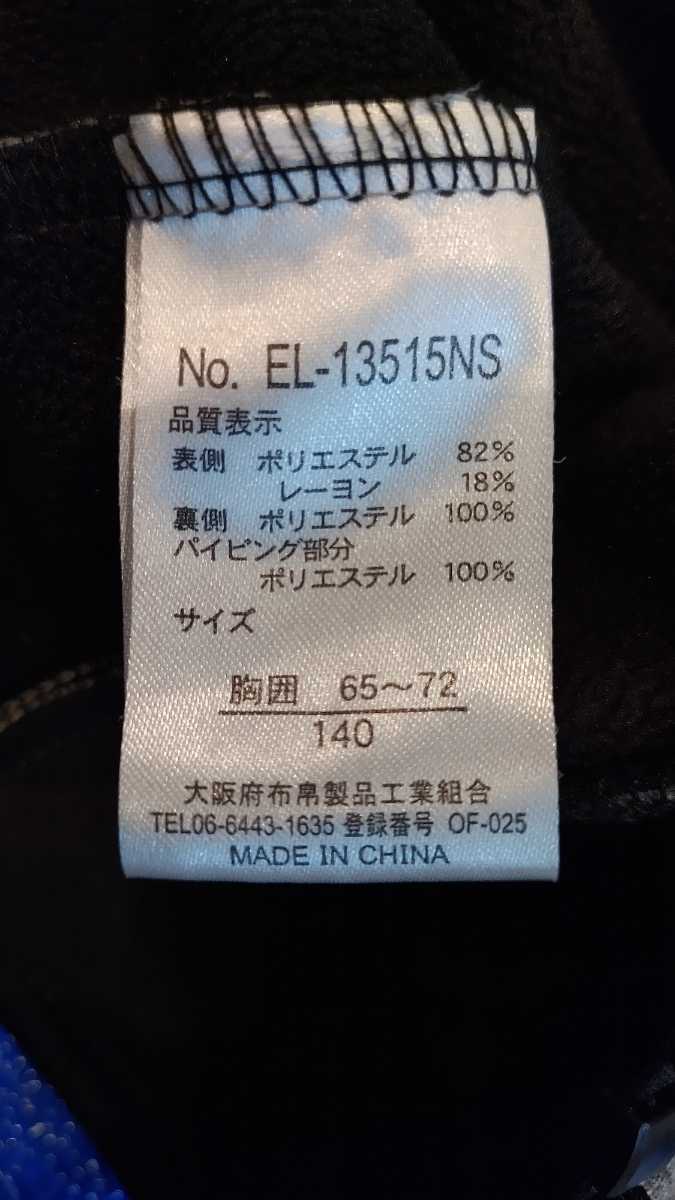 No. EL-13515NS
品質表示
表側 ポリエステル 82%
レーヨン 18%
裏側 ポリエステル 100%
パイピング部分
ポリエステル 100%
サイズ
胸囲 65〜72
140
大阪府布帛製品工業組合
TEL06-6443-1635 登録番号 OF-025
MADE IN CHINA